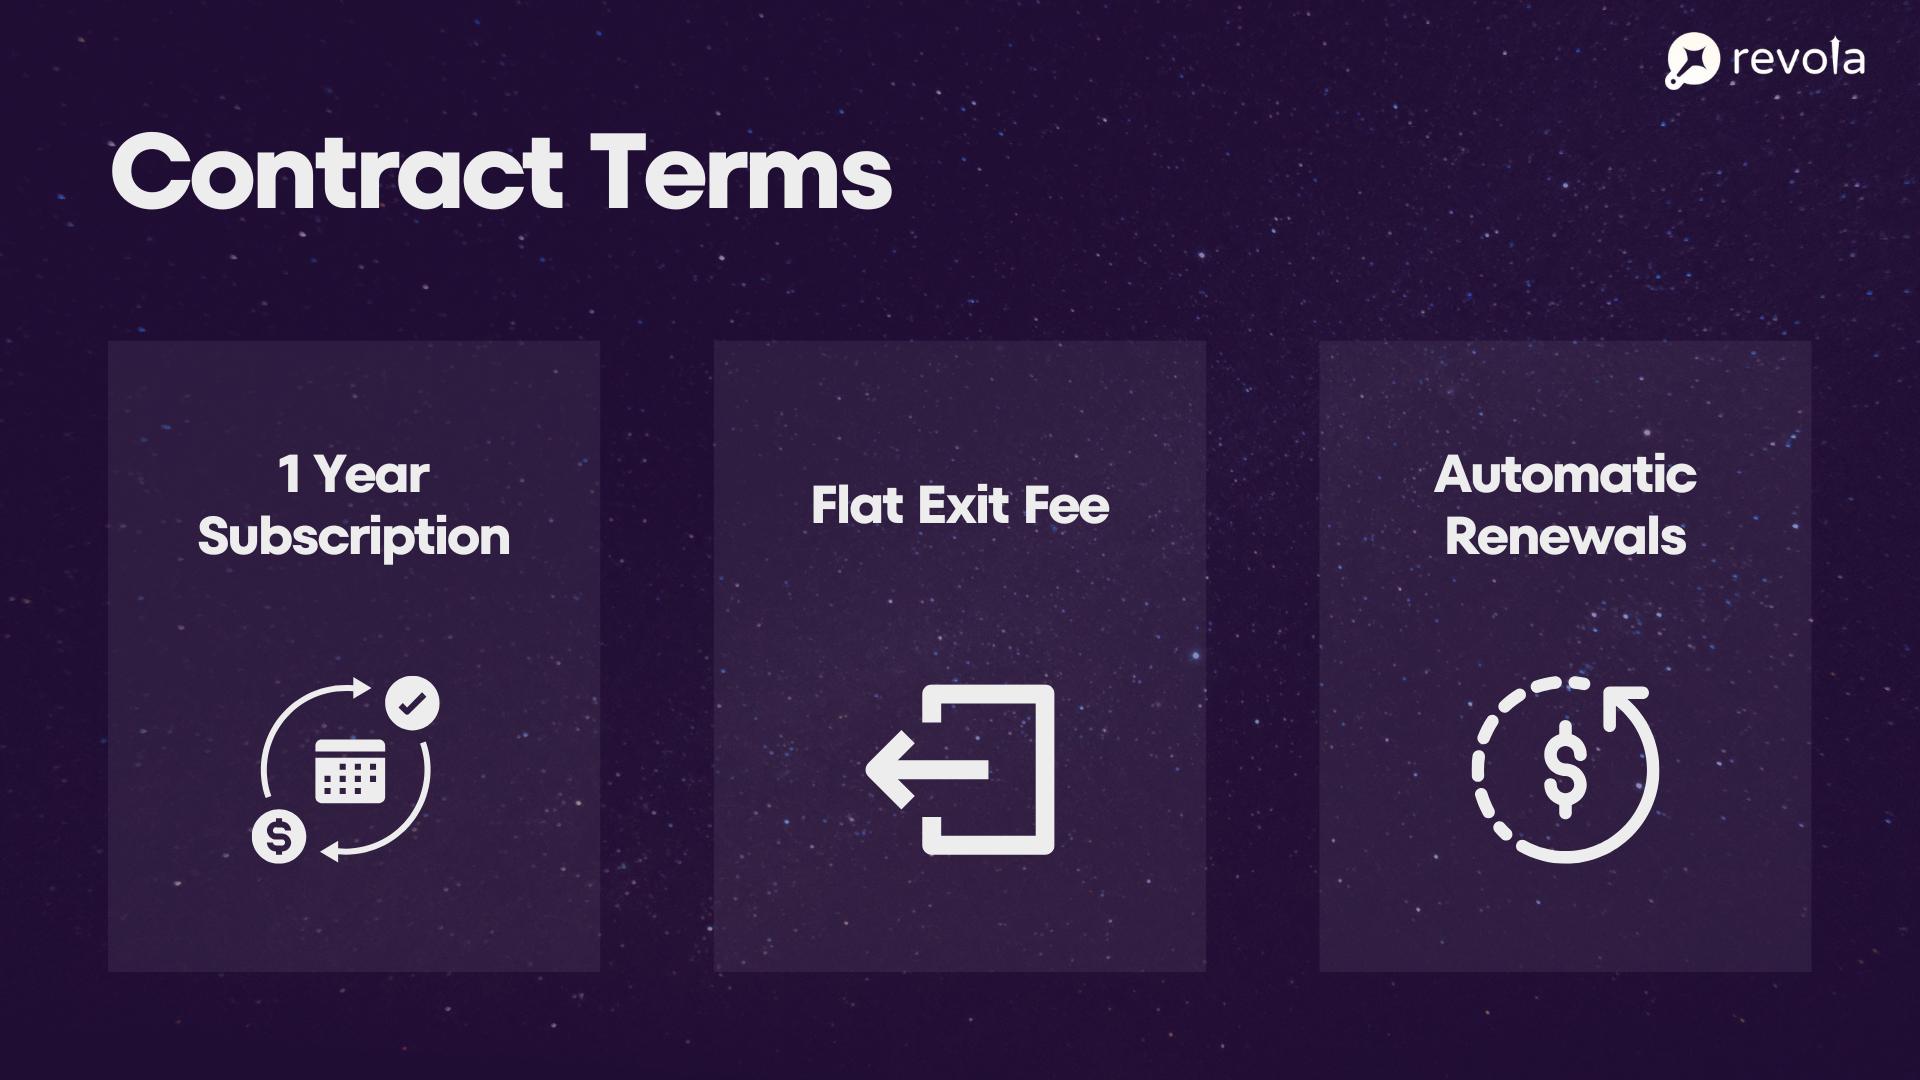 revola
Contract Terms
1 Year
Subscription
Flat Exit Fee
Automatic
Renewals